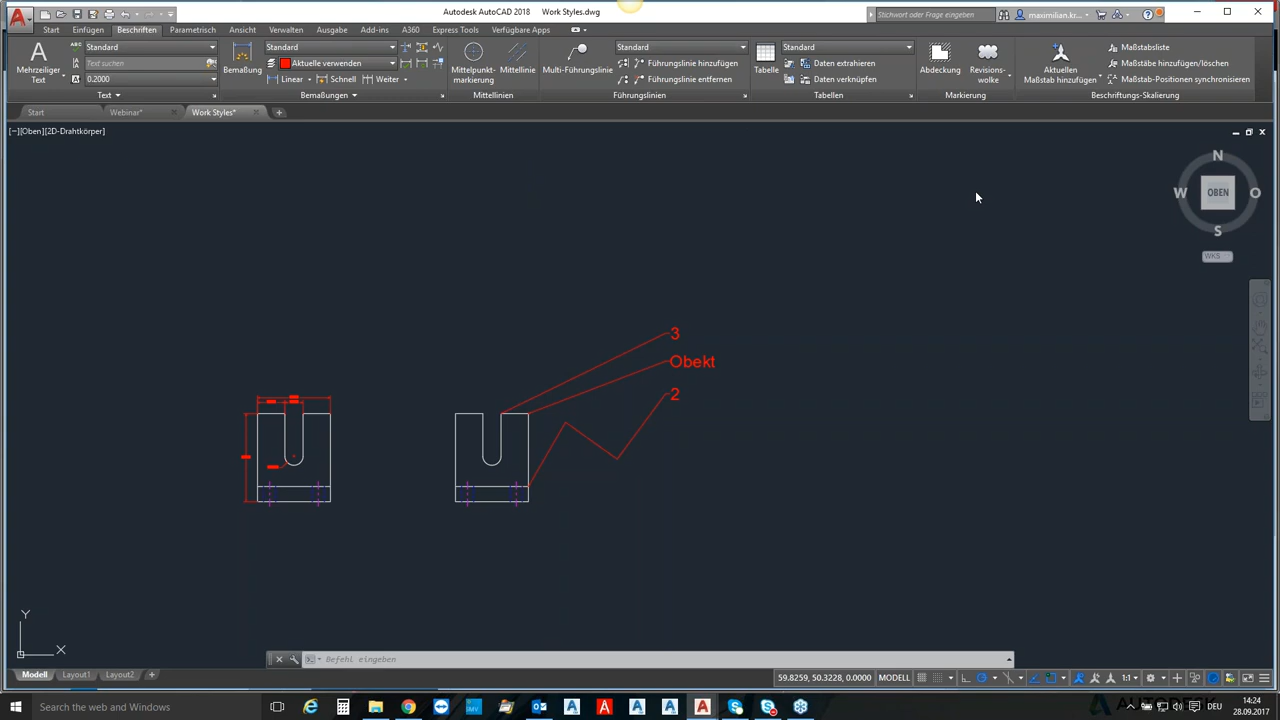 Autodesk AutoCAD 2018 Work Styles.dwg
Stichwort oder Frage eingeben
maximilian.kr...
Start Einfügen Beschriften Parametrisch Ansicht Verwalten Ausgabe Add-ins A360 Express Tools Verfügbare Apps
Mehrzeiliger Text
Standard
Text suchen
0.2000
Text
Bemaßung
Standard
Aktuelle verwenden
Linear Schnell Weiter
Bemaßungen
Mittelpunkt-markierung
Mittellinie
Mittellinien
Multi-Führungslinie
Standard
Führungslinie hinzufügen
Führungslinie entfernen
Führungslinien
Tabelle
Standard
Daten extrahieren
Daten verknüpfen
Tabellen
Abdeckung
Revisions-wolke
Markierung
Aktuellen Maßstab hinzufügen
Maßstabsliste
Maßstäbe hinzufügen/löschen
Maßstab-Positionen synchronisieren
Beschriftungs-Skalierung
Start Webinar* Work Styles*
[−][Oben][2D-Drahtkörper]
N
W OBEN O
S
WKS
3
Obekt
2
Y
X
Befehl eingeben
Modell Layout1 Layout2
59.8259, 50.3228, 0.0000 MODELL 1:1
Search the web and Windows
AUTODESK
DEU
14:24
28.09.2017